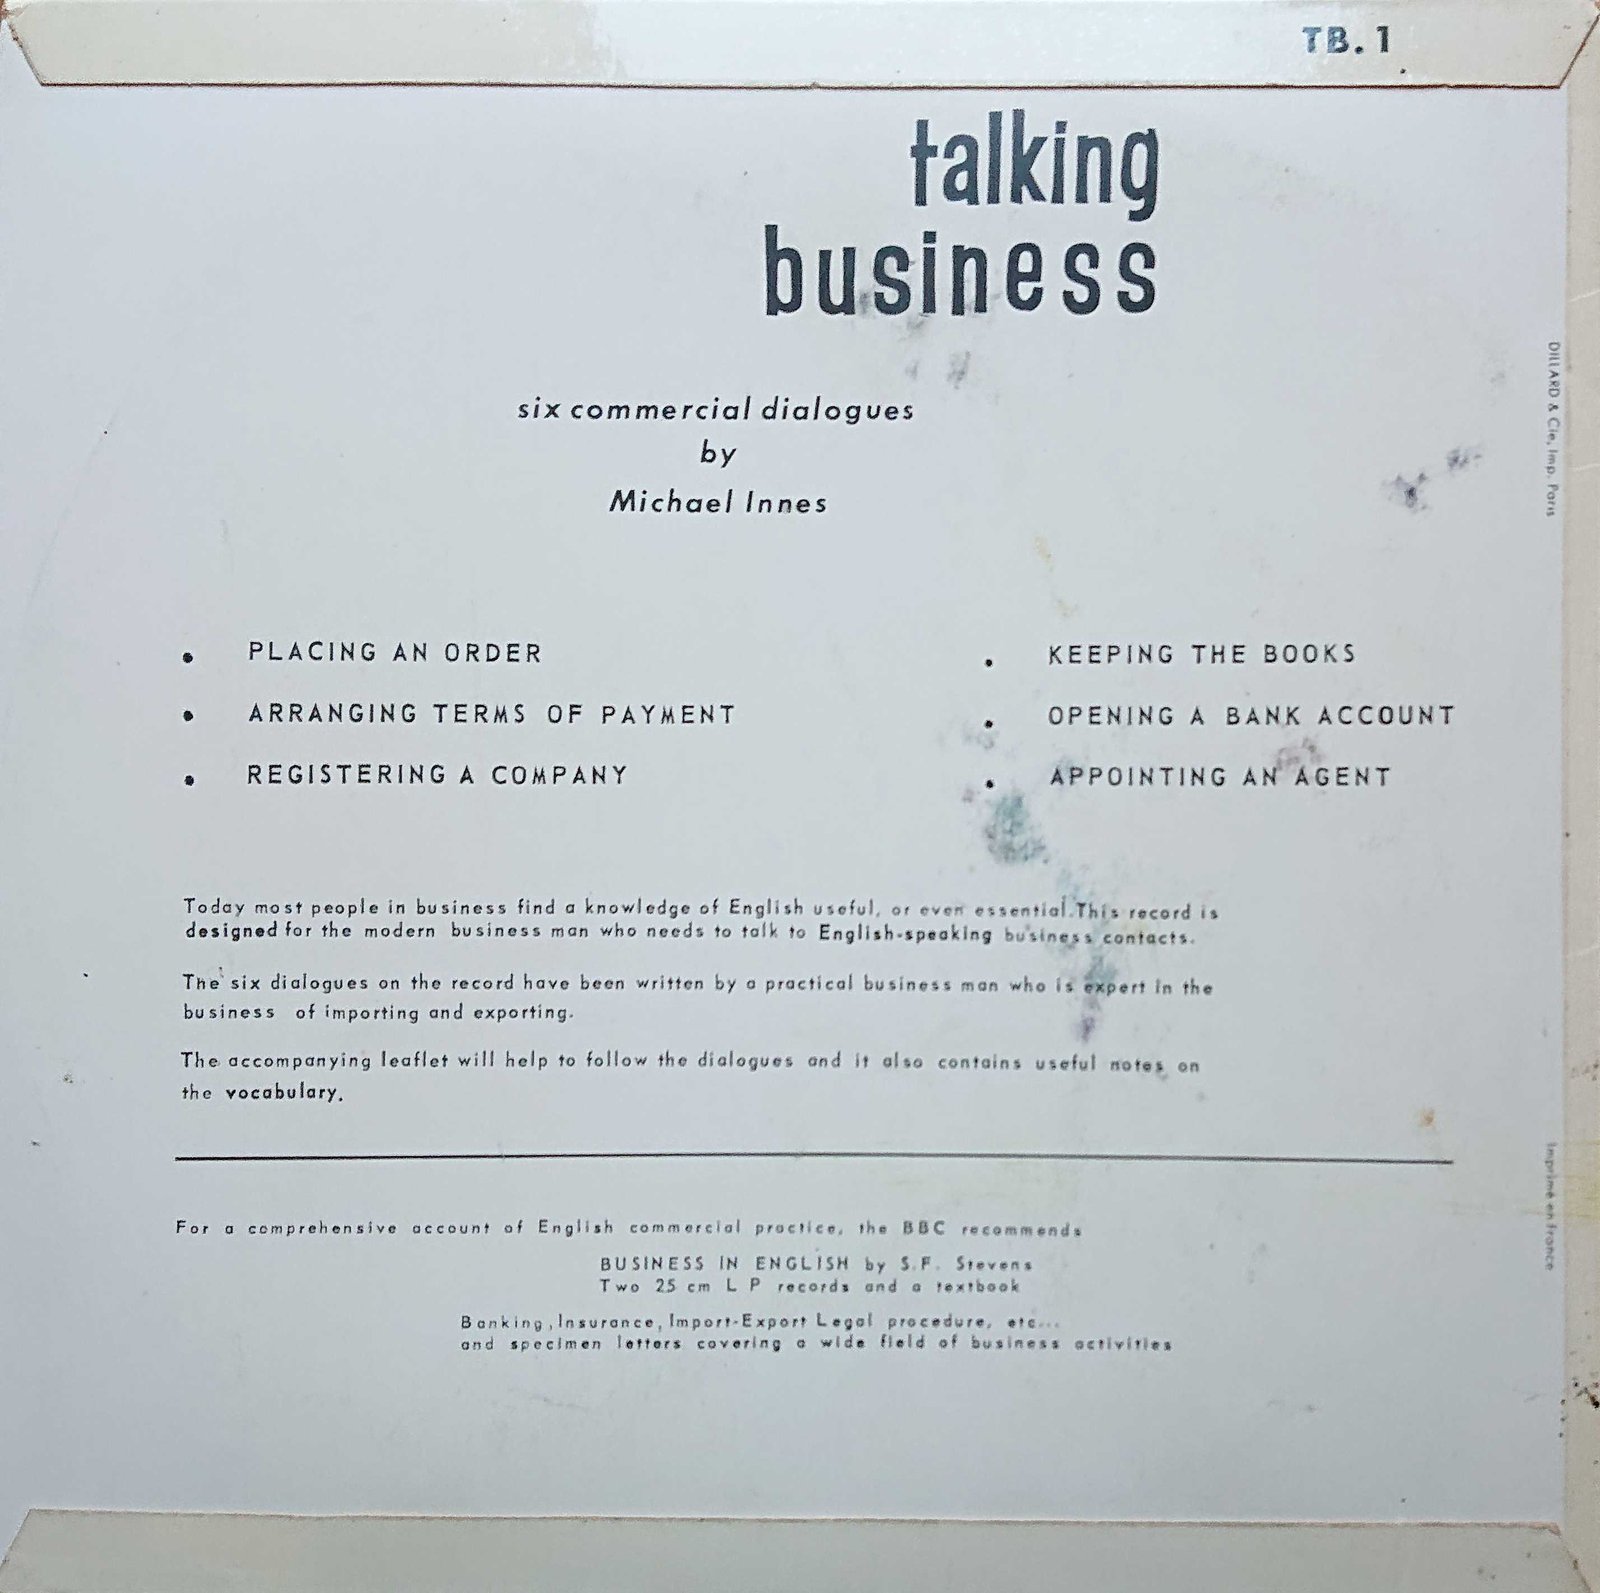 TB.1
talking
business
six commercial dialogues
by
Michael Innes
• PLACING AN ORDER
• ARRANGING TERMS OF PAYMENT
• REGISTERING A COMPANY
• KEEPING THE BOOKS
• OPENING A BANK ACCOUNT
• APPOINTING AN AGENT
Today most people in business find a knowledge of English useful, or even essential. This record is
designed for the modern business man who needs to talk to English-speaking business contacts.
The six dialogues on the record have been written by a practical business man who is expert in the
business of importing and exporting.
The accompanying leaflet will help to follow the dialogues and it also contains useful notes on
the vocabulary.
For a comprehensive account of English commercial practice, the BBC recommends
BUSINESS IN ENGLISH by S.F. Stevens
Two 25 cm L P records and a textbook
Banking, Insurance, Import-Export Legal procedure, etc...
and specimen letters covering a wide field of business activities
DILLARD & Cie, Imp. Paris
Imprimé en France